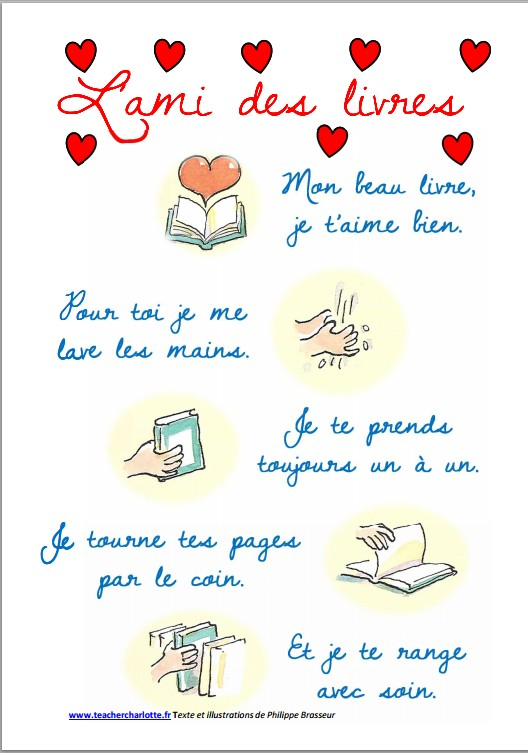 L'ami des livres
Mon beau livre,
je t'aime bien.
Pour toi je me
lave les mains.
Je te prends
toujours un à un.
Je tourne tes pages
par le coin.
Et je te range
avec soin.
www.teachercharlotte.fr Texte et illustrations de Philippe Brasseur